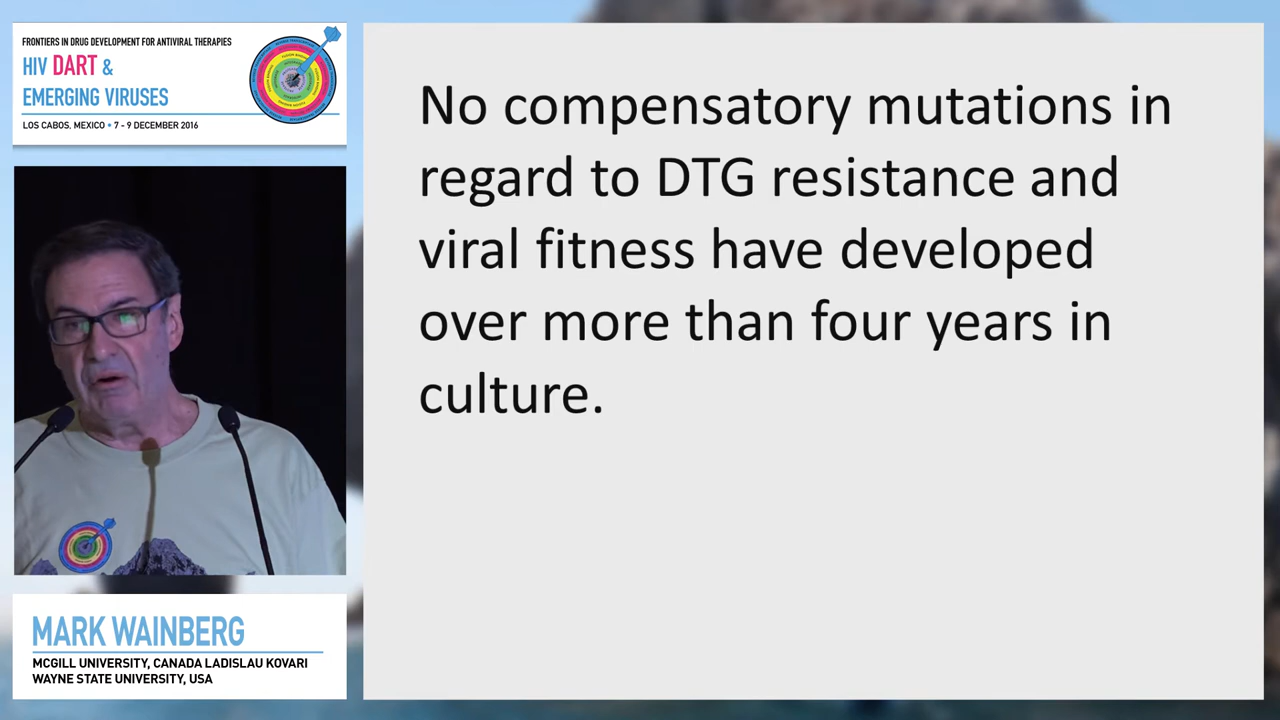 FRONTIERS IN DRUG DEVELOPMENT FOR ANTIVIRAL THERAPIES
HIV DART &
EMERGING VIRUSES
LOS CABOS, MEXICO • 7 - 9 DECEMBER 2016
No compensatory mutations in
regard to DTG resistance and
viral fitness have developed
over more than four years in
culture.
MARK WAINBERG
MCGILL UNIVERSITY, CANADA LADISLAU KOVARI
WAYNE STATE UNIVERSITY, USA